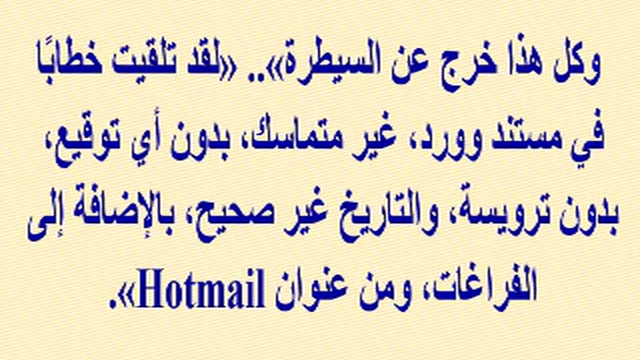 وكل هذا خرج عن السيطرة».. «لقد تلقيت خطابًا
في مستند وورد، غير متماسك، بدون أي توقيع،
بدون ترويسة، والتاريخ غير صحيح، بالإضافة إلى
الفراغات، ومن عنوان Hotmail».